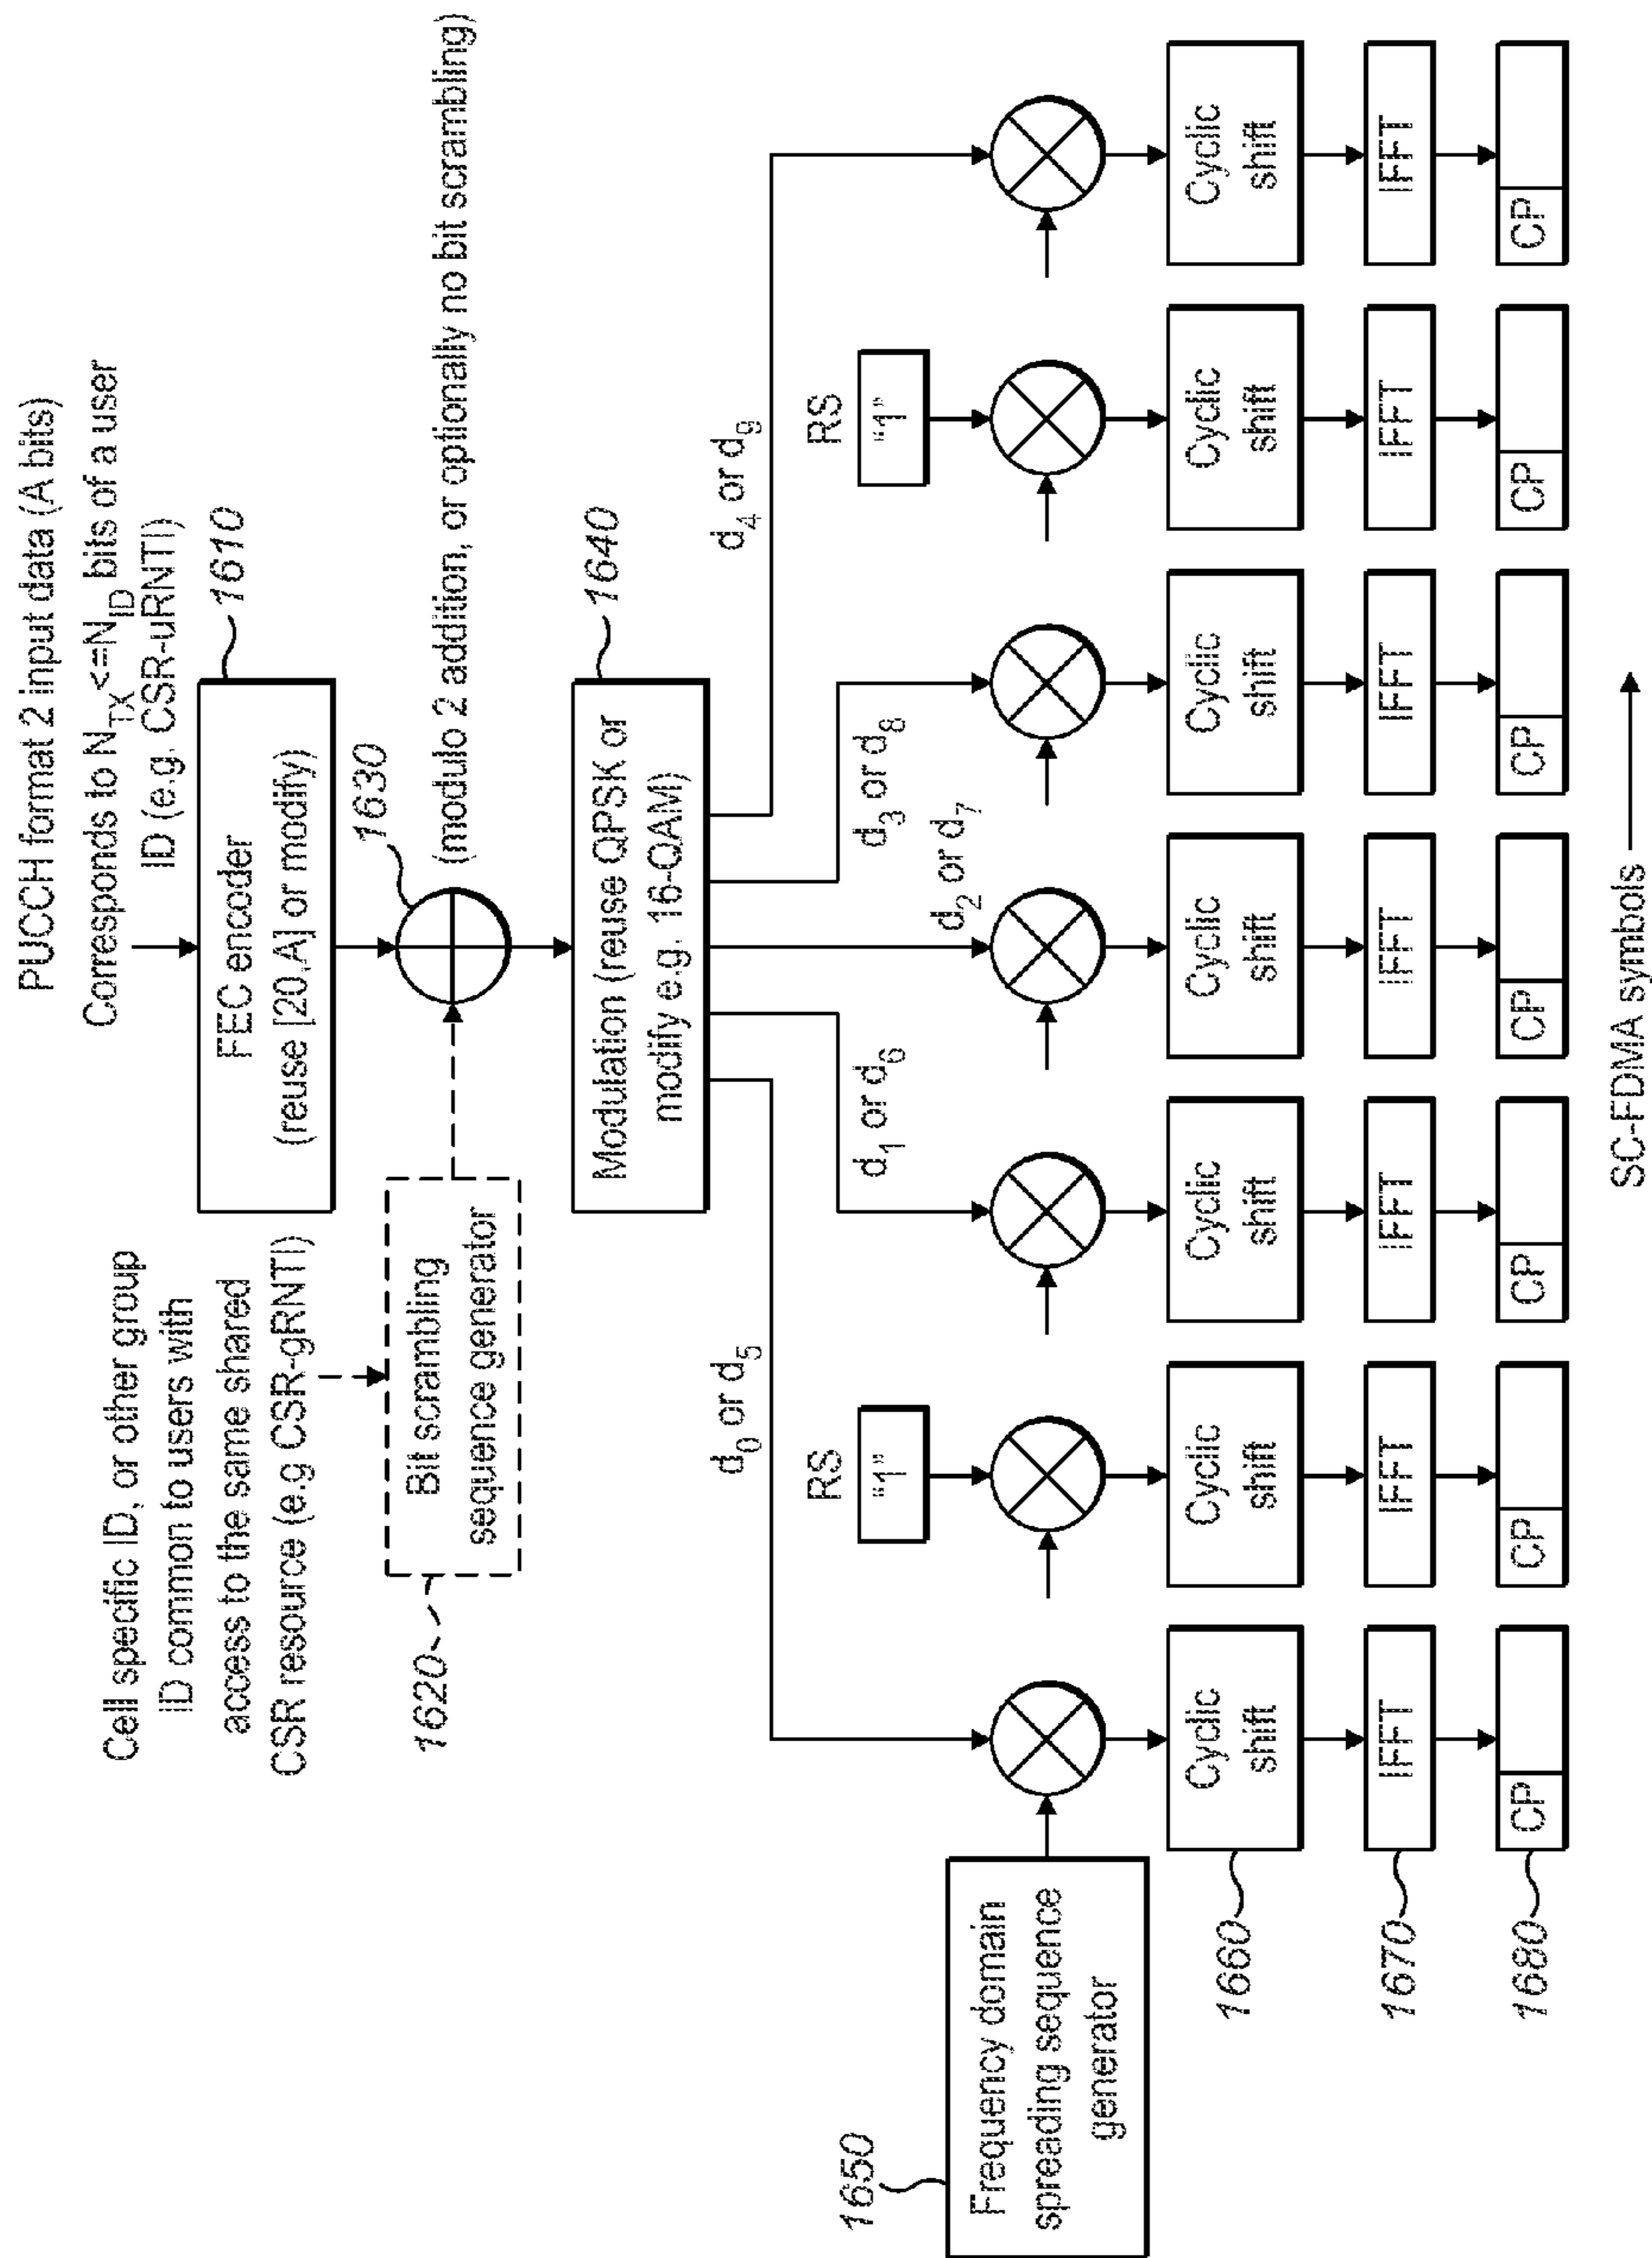 PUCCH format 2 input data (A bits)
Corresponds to N_TX <=N_ID bits of a user
ID (e.g. CSR-uRNTI)
Cell specific ID, or other group
ID common to users with
access to the same shared
CSR resource (e.g CSR-gRNTI)
FEC encoder
(reuse [20,A] or modify)
1610
1630
(modulo 2 addition, or optionally no bit scrambling)
Bit scrambling
sequence generator
1620
Modulation (reuse QPSK or
modify e.g. 16-QAM)
1640
d_0 or d_5
d_1 or d_6
d_2 or d_7
d_3 or d_8
d_4 or d_9
RS
"1"
RS
"1"
1650
Frequency domain
spreading sequence
generator
Cyclic
shift
Cyclic
shift
Cyclic
shift
Cyclic
shift
Cyclic
shift
Cyclic
shift
Cyclic
shift
1660
IFFT
IFFT
IFFT
IFFT
IFFT
IFFT
IFFT
1670
CP
CP
CP
CP
CP
CP
CP
1680
SC-FDMA symbols